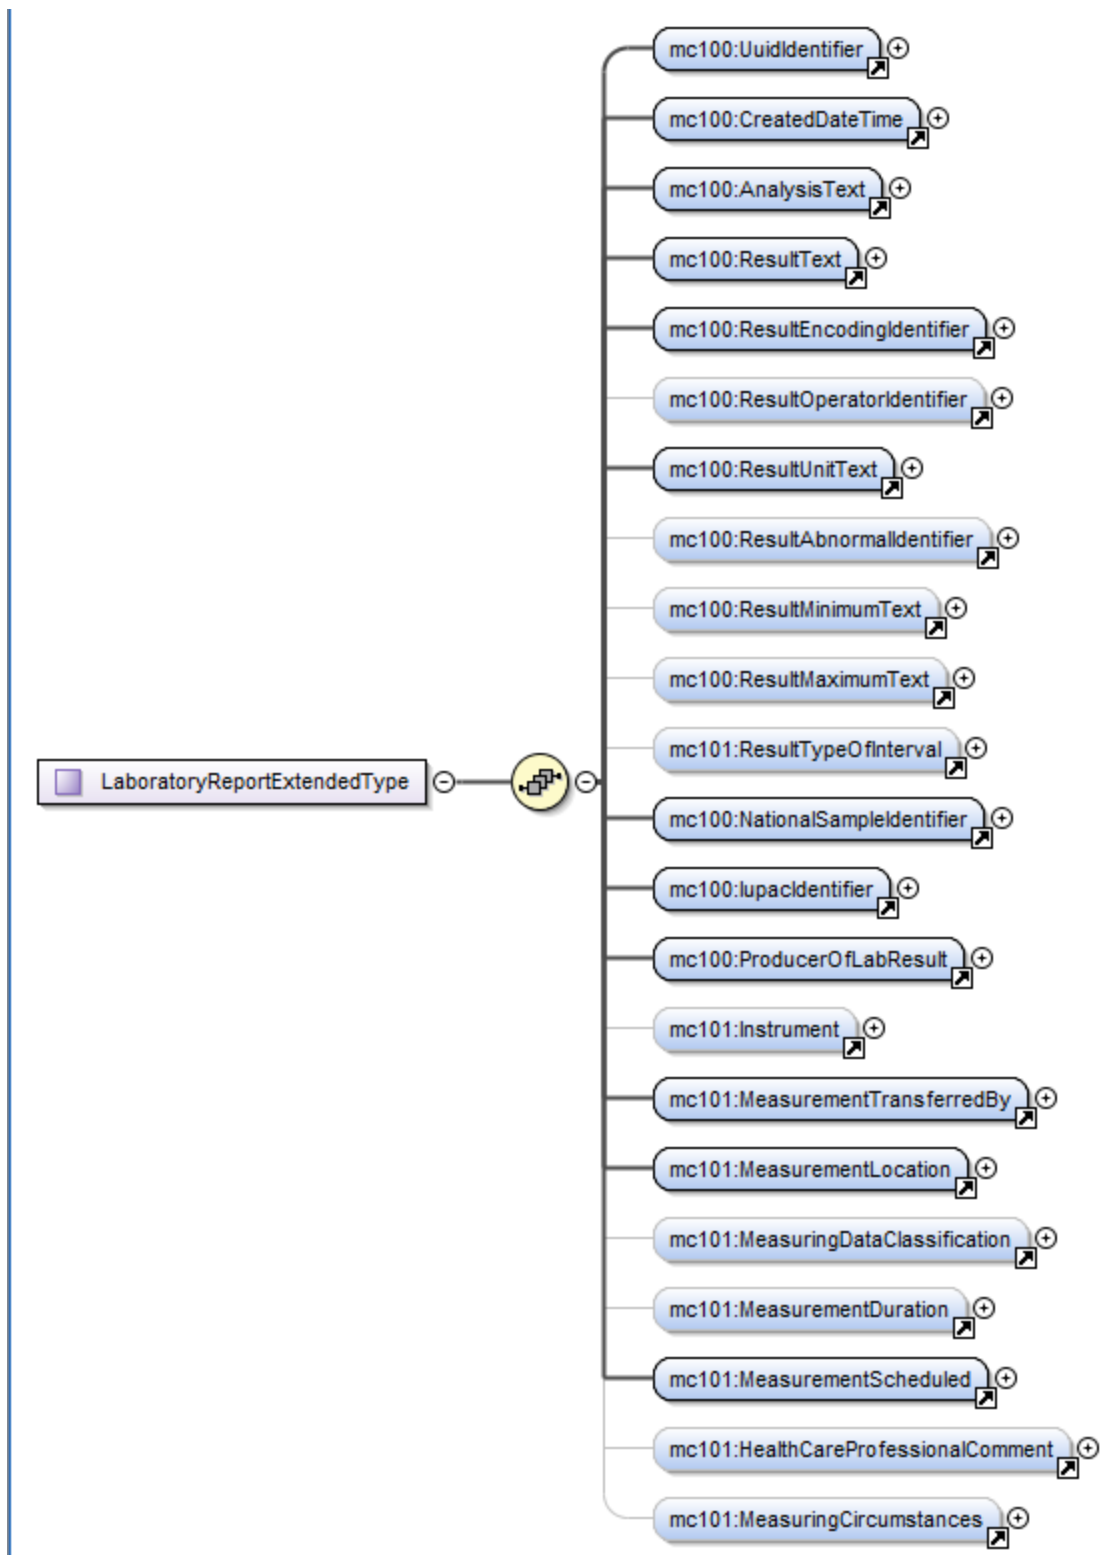 mc100:UuidIdentifier
mc100:CreatedDateTime
mc100:AnalysisText
mc100:ResultText
mc100:ResultEncodingIdentifier
mc100:ResultOperatorIdentifier
mc100:ResultUnitText
mc100:ResultAbnormalIdentifier
mc100:ResultMinimumText
mc100:ResultMaximumText
mc101:ResultTypeOfInterval
LaboratoryReportExtendedType
mc100:NationalSampleIdentifier
mc100:IupacIdentifier
mc100:ProducerOfLabResult
mc101:Instrument
mc101:MeasurementTransferredBy
mc101:MeasurementLocation
mc101:MeasuringDataClassification
mc101:MeasurementDuration
mc101:MeasurementScheduled
mc101:HealthCareProfessionalComment
mc101:MeasuringCircumstances